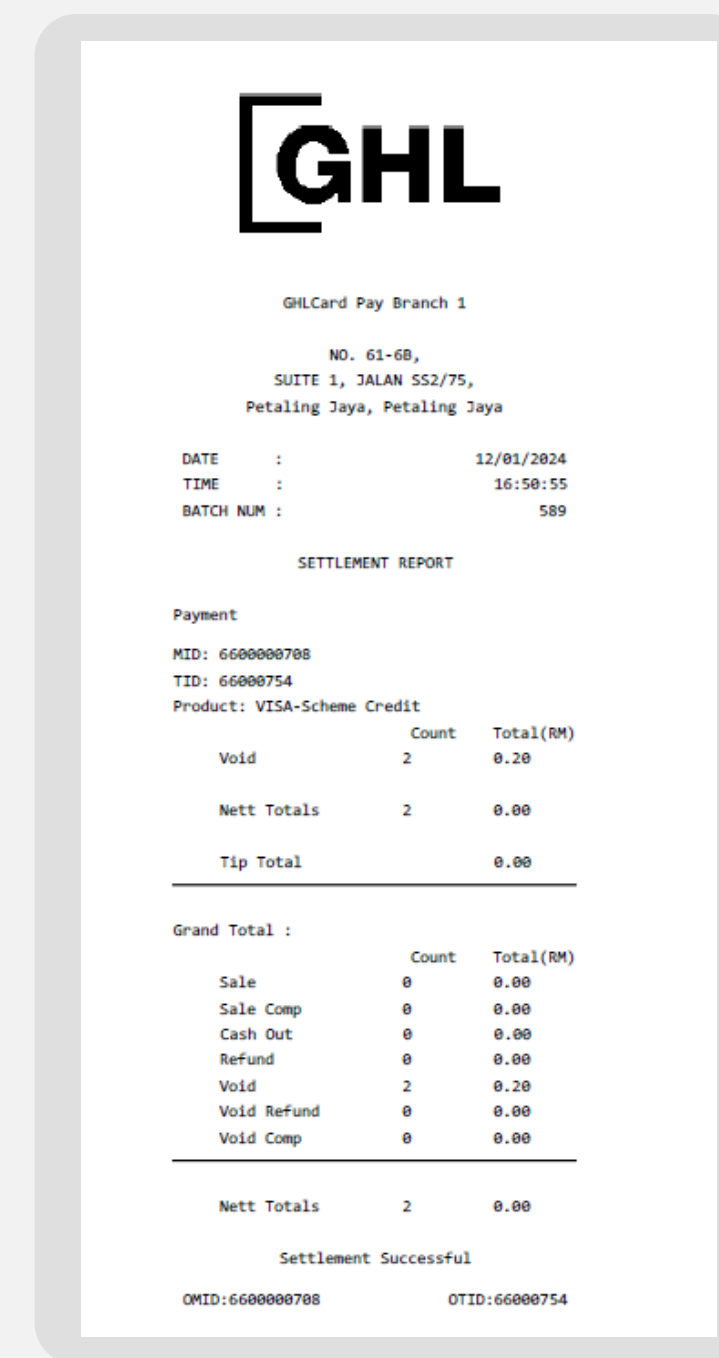 GHL
GHLCard Pay Branch 1
NO. 61-6B,
SUITE 1, JALAN SS2/75,
Petaling Jaya, Petaling Jaya
DATE : 12/01/2024
TIME : 16:50:55
BATCH NUM : 589
SETTLEMENT REPORT
Payment
MID: 6600000708
TID: 66000754
Product: VISA-Scheme Credit
Count Total(RM)
Void 2 0.20
Nett Totals 2 0.00
Tip Total 0.00
Grand Total :
Count Total(RM)
Sale 0 0.00
Sale Comp 0 0.00
Cash Out 0 0.00
Refund 0 0.00
Void 2 0.20
Void Refund 0 0.00
Void Comp 0 0.00
Nett Totals 2 0.00
Settlement Successful
OMID:6600000708 OTID:66000754